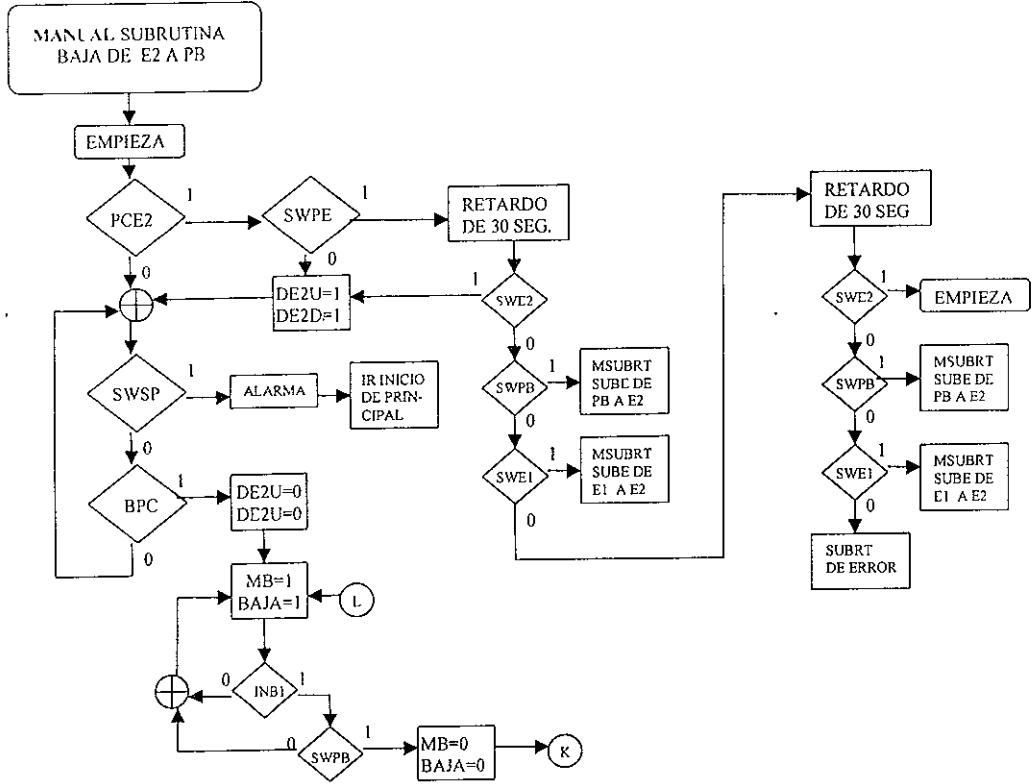 MANUAL SUBRUTINA
BAJA DE E2 A PB
EMPIEZA
PCE2
1
0
SWPE
1
0
RETARDO
DE 30 SEG.
DE2U=1
DE2D=1
1
SWE2
0
SWSP
1
0
ALARMA
IR INICIO
DE PRIN-
CIPAL
SWPB
1
0
MSUBRT
SUBE DE
PB A E2
BPC
1
0
DE2U=0
DE2U=0
SWE1
1
0
MSUBRT
SUBE DE
E1 A E2
MB=1
BAJA=1
L
0
INB1
1
0
SWPB
1
MB=0
BAJA=0
K
RETARDO
DE 30 SEG
SWE2
1
0
EMPIEZA
SWPB
1
0
MSUBRT
SUBE DE
PB A E2
SWE1
1
0
MSUBRT
SUBE DE
E1 A E2
SUBRT
DE ERROR